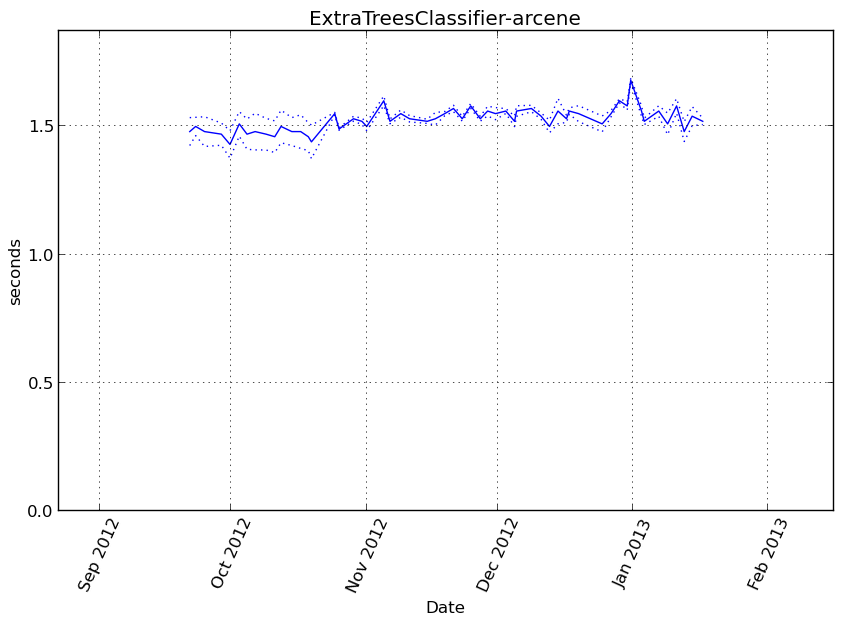 ExtraTreesClassifier-arcene
1.5
1.0
0.5
0.0
seconds
Sep 2012
Oct 2012
Nov 2012
Dec 2012
Jan 2013
Feb 2013
Date